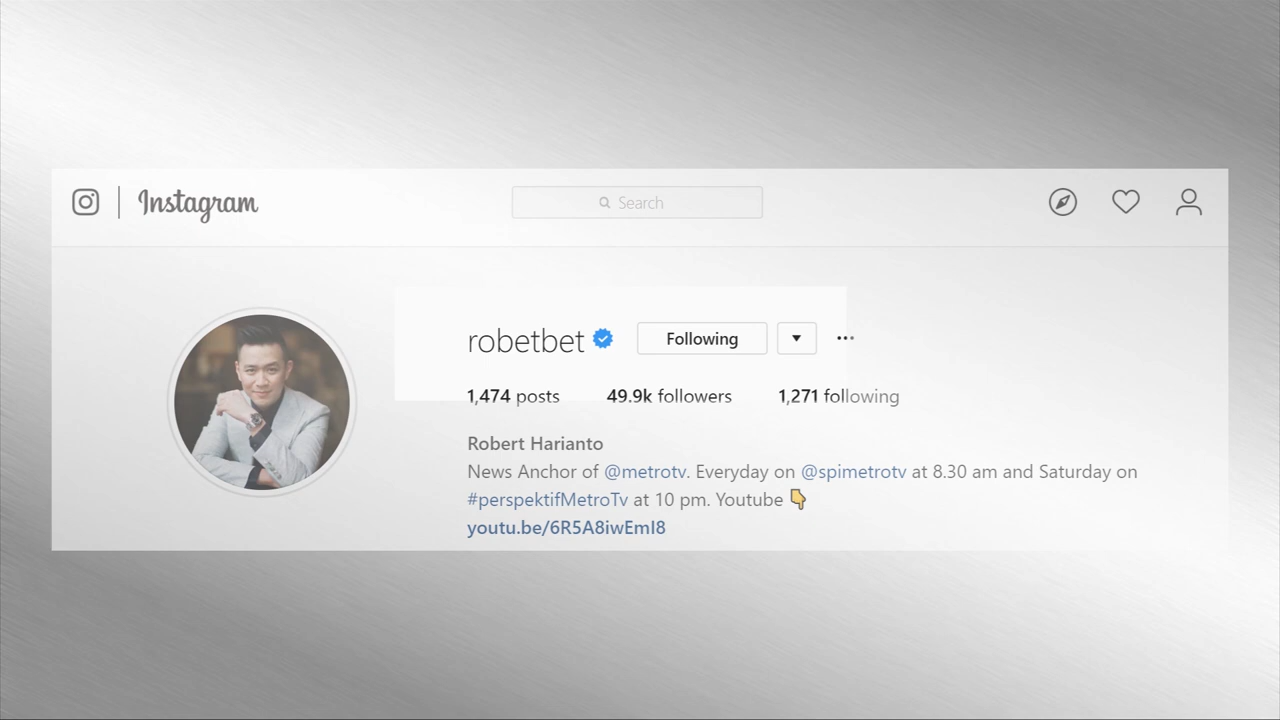 Instagram
Search
robetbet Following
1,474 posts 49.9k followers 1,271 following
Robert Harianto
News Anchor of @metrotv. Everyday on @spimetrotv at 8.30 am and Saturday on
#perspektifMetroTv at 10 pm. Youtube 👇
youtu.be/6R5A8iwEmI8